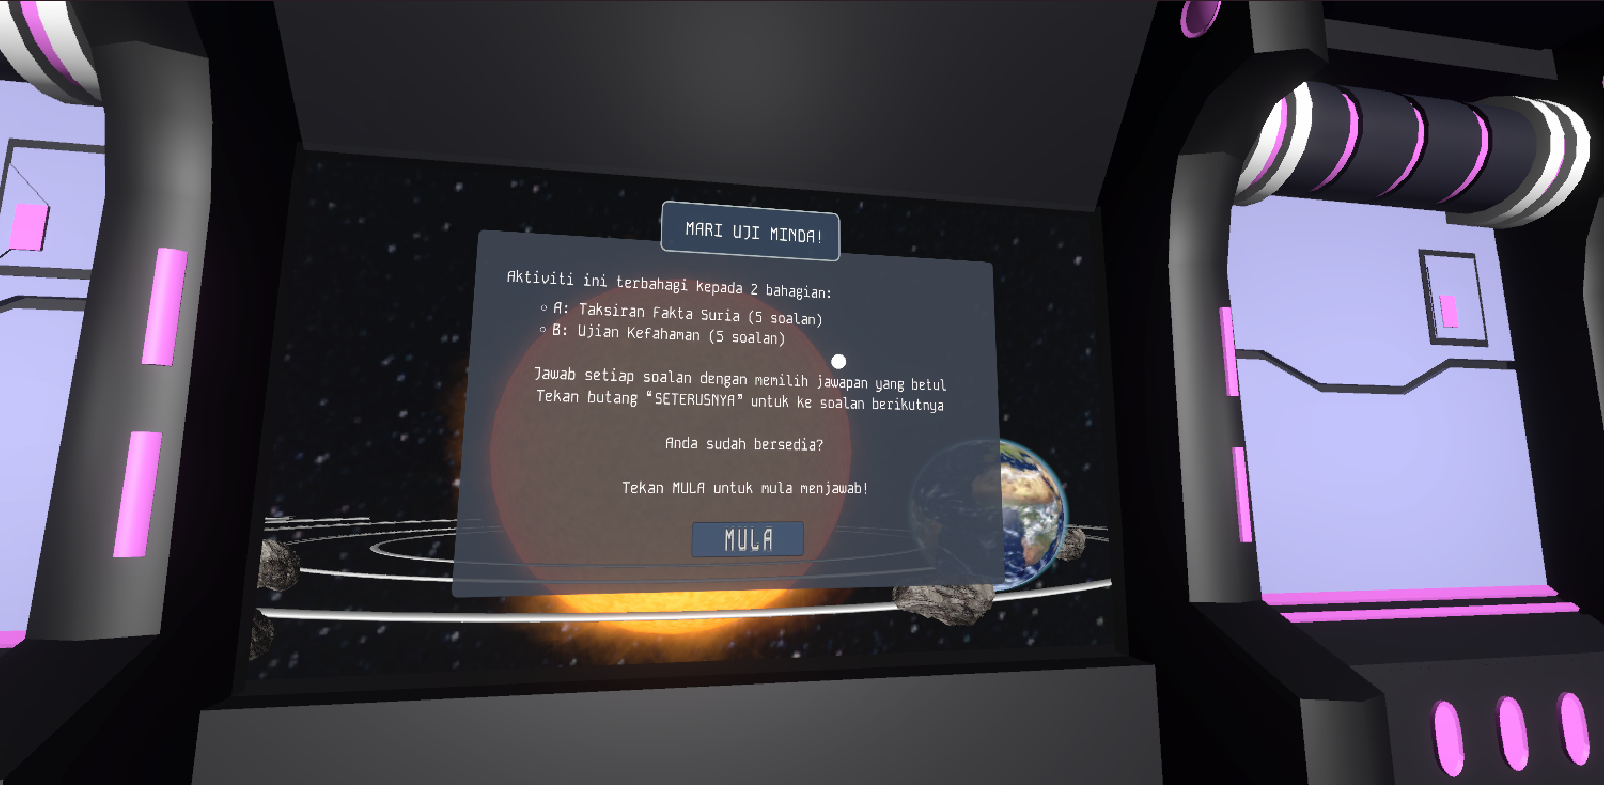 MARI UJI MINDA!
Aktiviti ini terbahagi kepada 2 bahagian:
○ A: Taksiran Fakta Suria (5 soalan)
○ B: Ujian Kefahaman (5 soalan)
Jawab setiap soalan dengan memilih jawapan yang betul
Tekan butang “SETERUSNYA” untuk ke soalan berikutnya
Anda sudah bersedia?
Tekan MULA untuk mula menjawab!
MULA